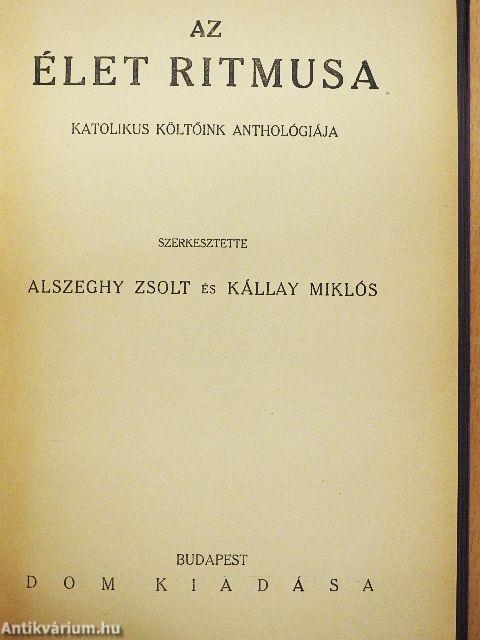 AZ
ÉLET RITMUSA
KATOLIKUS KÖLTŐINK ANTHOLÓGIÁJA
SZERKESZTETTE
ALSZEGHY ZSOLT ÉS KÁLLAY MIKLÓS
BUDAPEST
DOM KIADÁSA
Antikvárium.hu